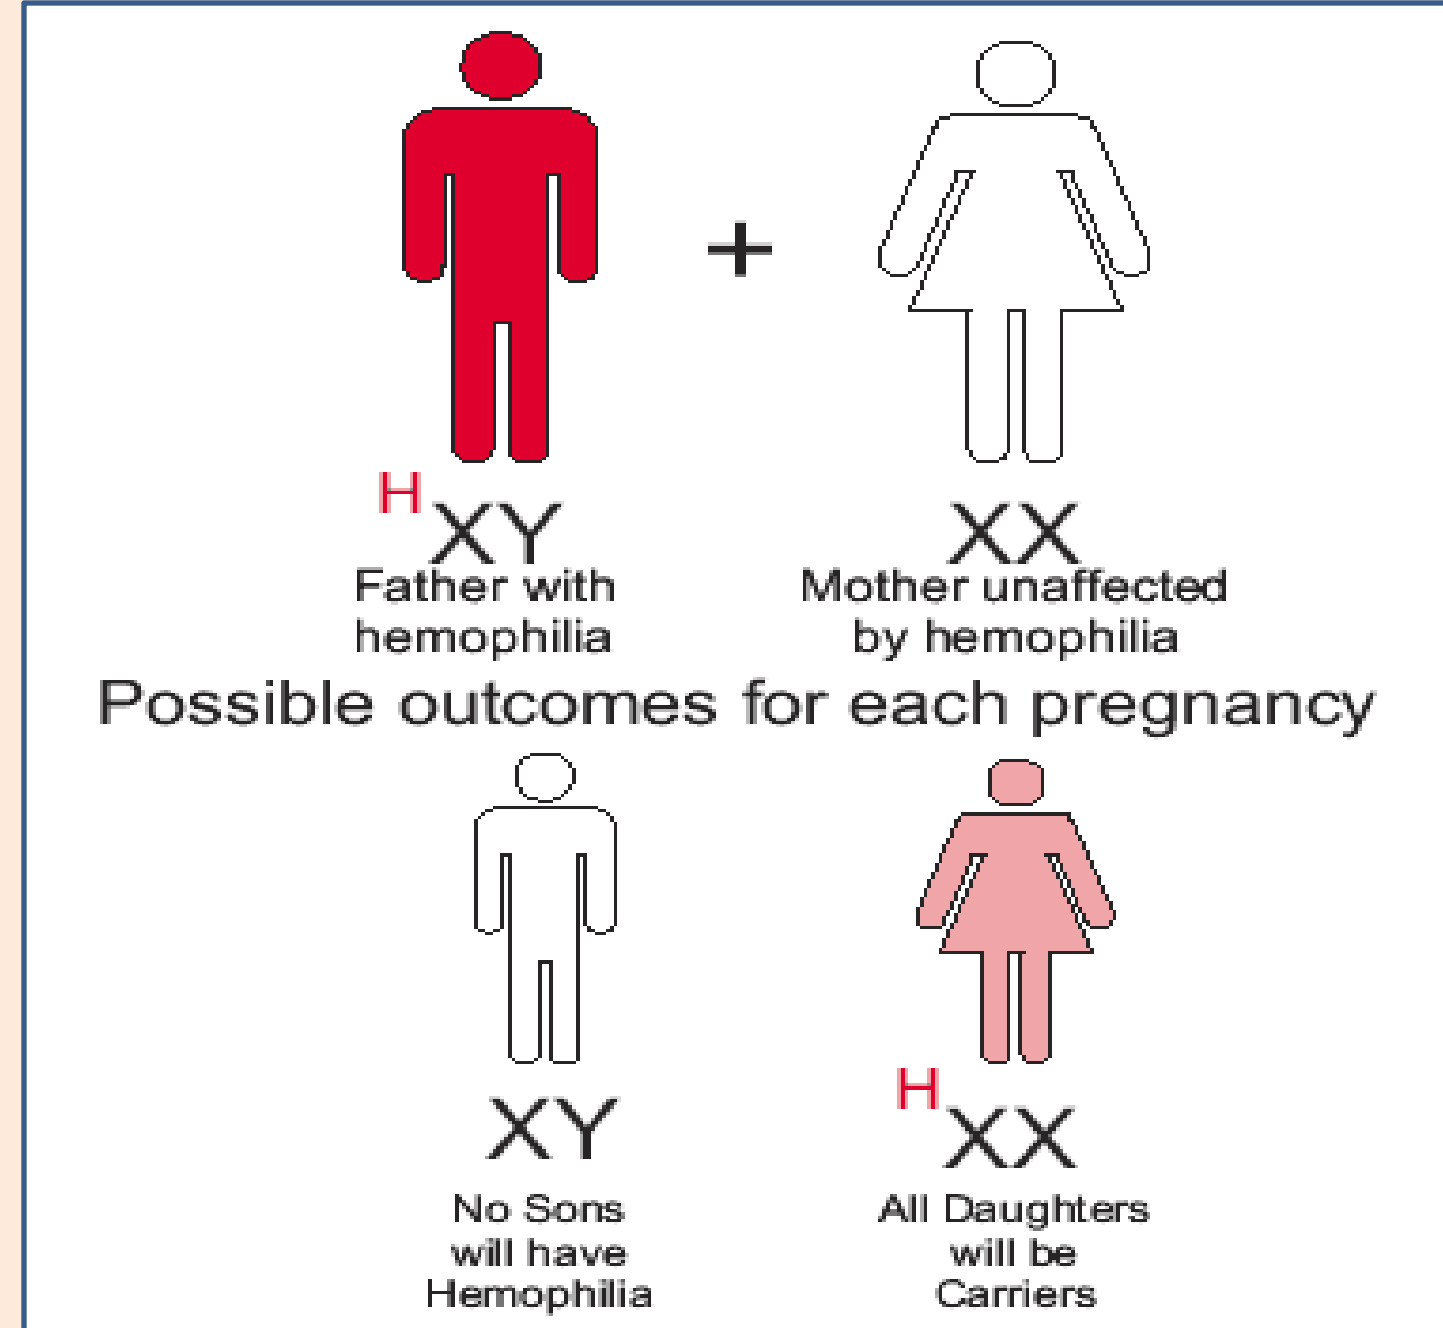 +
H
XY
XX
Father with
hemophilia
Mother unaffected
by hemophilia
Possible outcomes for each pregnancy
XY
H
XX
No Sons
will have
Hemophilia
All Daughters
will be
Carriers